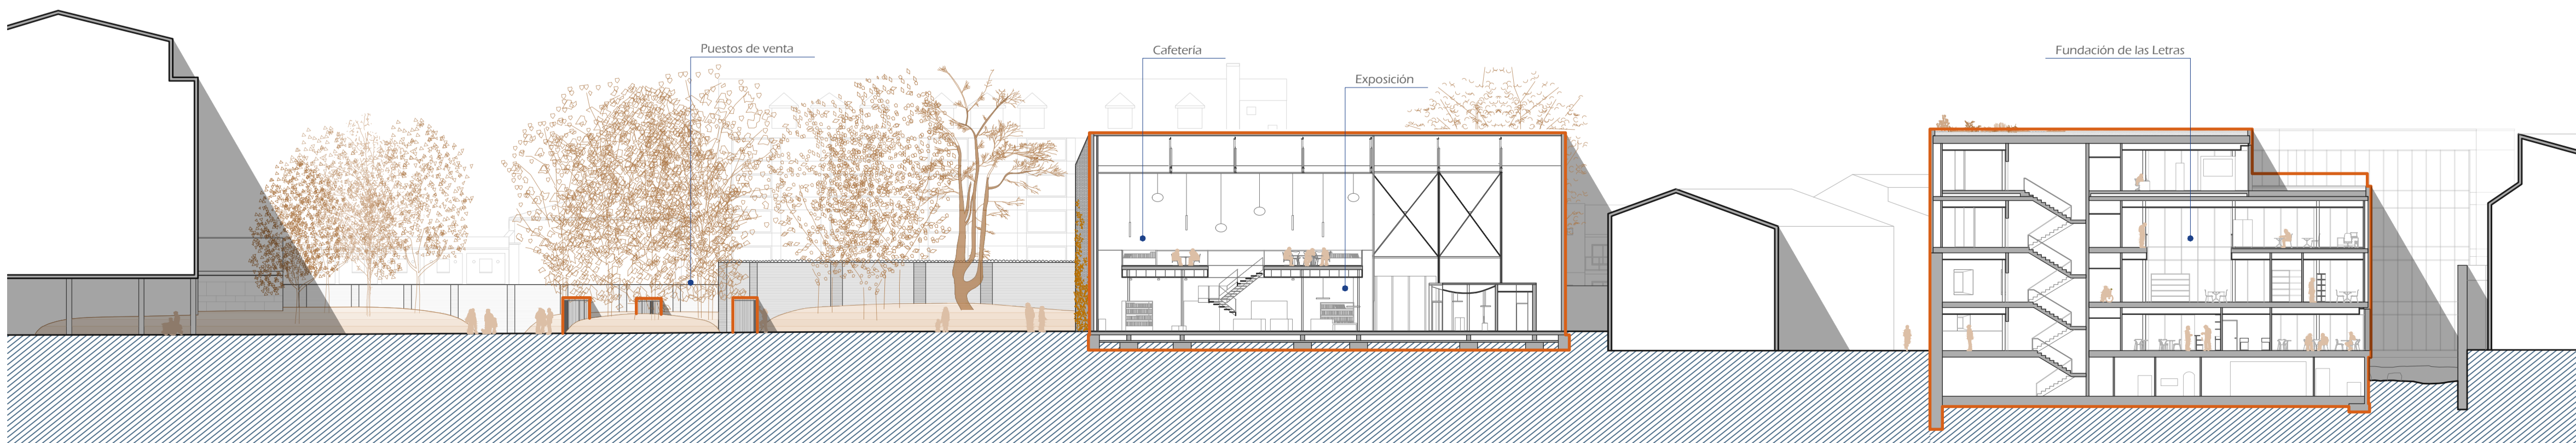 Puestos de venta
Cafetería
Exposición
Fundación de las Letras